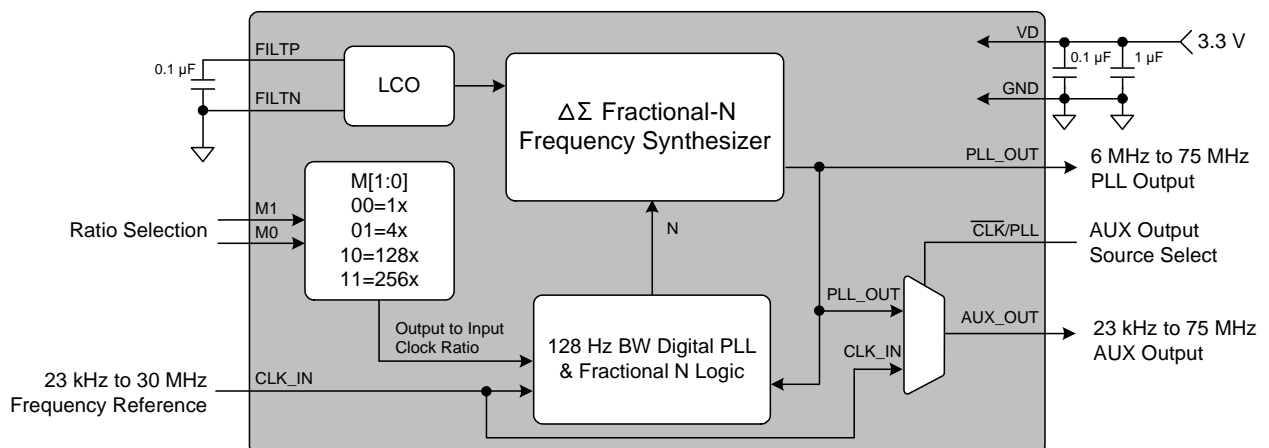 FILTP
0.1 µF
FILTN
LCO
ΔΣ Fractional-N
Frequency Synthesizer
VD
3.3 V
0.1 µF
1 µF
GND
PLL_OUT
6 MHz to 75 MHz
PLL Output
M[1:0]
00=1x
01=4x
10=128x
11=256x
Ratio Selection
M1
M0
N
CLK/PLL
AUX Output
Source Select
PLL_OUT
AUX_OUT
23 kHz to 75 MHz
AUX Output
Output to Input
Clock Ratio
128 Hz BW Digital PLL
& Fractional N Logic
CLK_IN
23 kHz to 30 MHz
Frequency Reference
CLK_IN